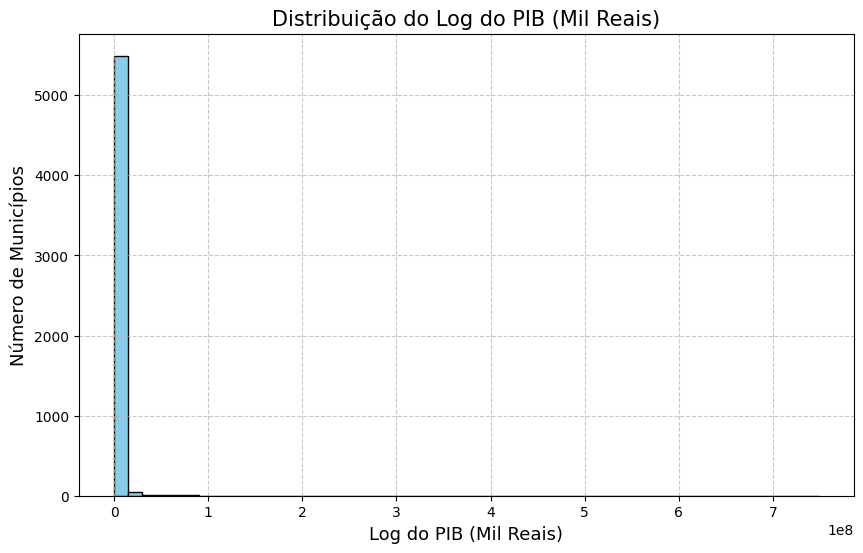 Distribuição do Log do PIB (Mil Reais)
Número de Municípios
5000
4000
3000
2000
1000
0
0 1 2 3 4 5 6 7
1e8
Log do PIB (Mil Reais)